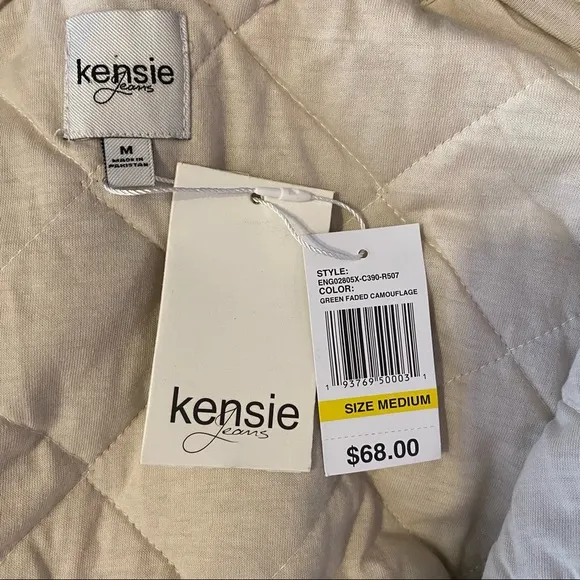 kensie
Jeans
M
MADE IN
PAKISTAN
kensie
Jeans
STYLE:
ENG02805X-C390-R507
COLOR:
GREEN FADED CAMOUFLAGE
1 93769 50003 1
SIZE MEDIUM
$68.00